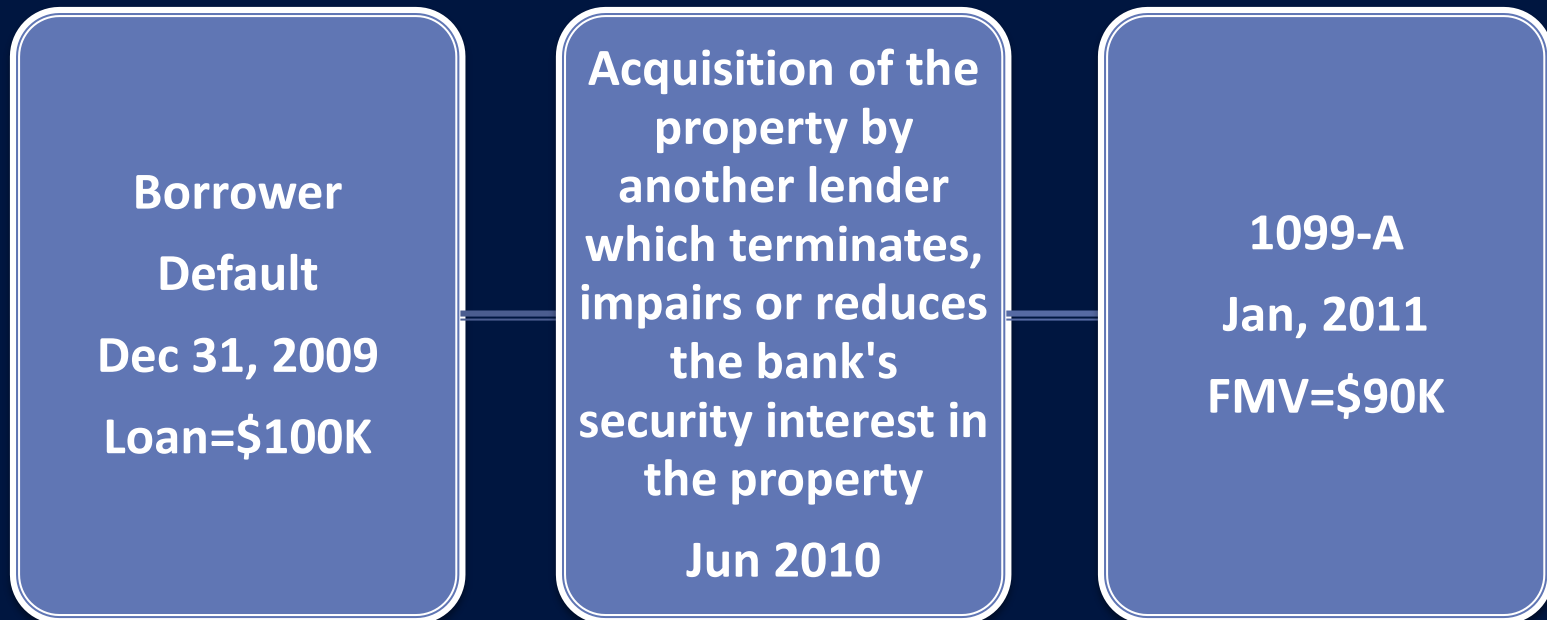 Borrower
Default
Dec 31, 2009
Loan=$100K
Acquisition of the
property by
another lender
which terminates,
impairs or reduces
the bank's
security interest in
the property
Jun 2010
1099-A
Jan, 2011
FMV=$90K